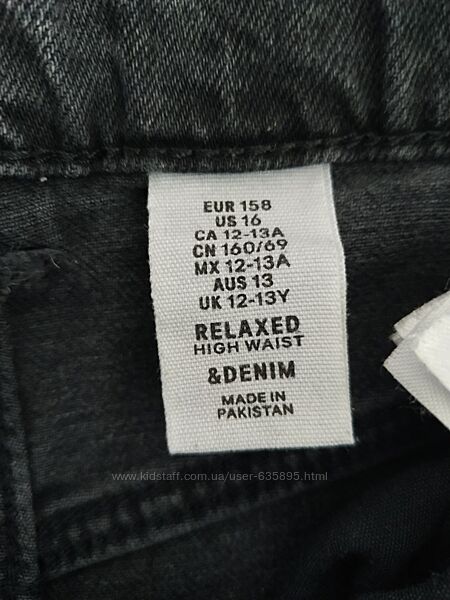 EUR 158
US 16
CA 12-13A
CN 160/69
MX 12-13A
AUS 13
UK 12-13Y
RELAXED
HIGH WAIST
&DENIM
MADE IN
PAKISTAN
www.kidstaff.com.ua/user-635895.html